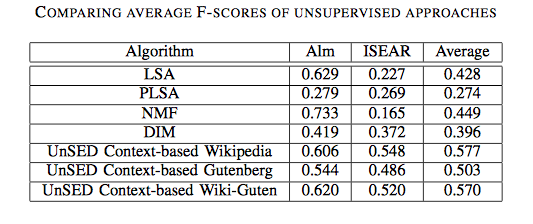 COMPARING AVERAGE F-SCORES OF UNSUPERVISED APPROACHES
Algorithm Alm ISEAR Average
LSA 0.629 0.227 0.428
PLSA 0.279 0.269 0.274
NMF 0.733 0.165 0.449
DIM 0.419 0.372 0.396
UnSED Context-based Wikipedia 0.606 0.548 0.577
UnSED Context-based Gutenberg 0.544 0.486 0.503
UnSED Context-based Wiki-Guten 0.620 0.520 0.570